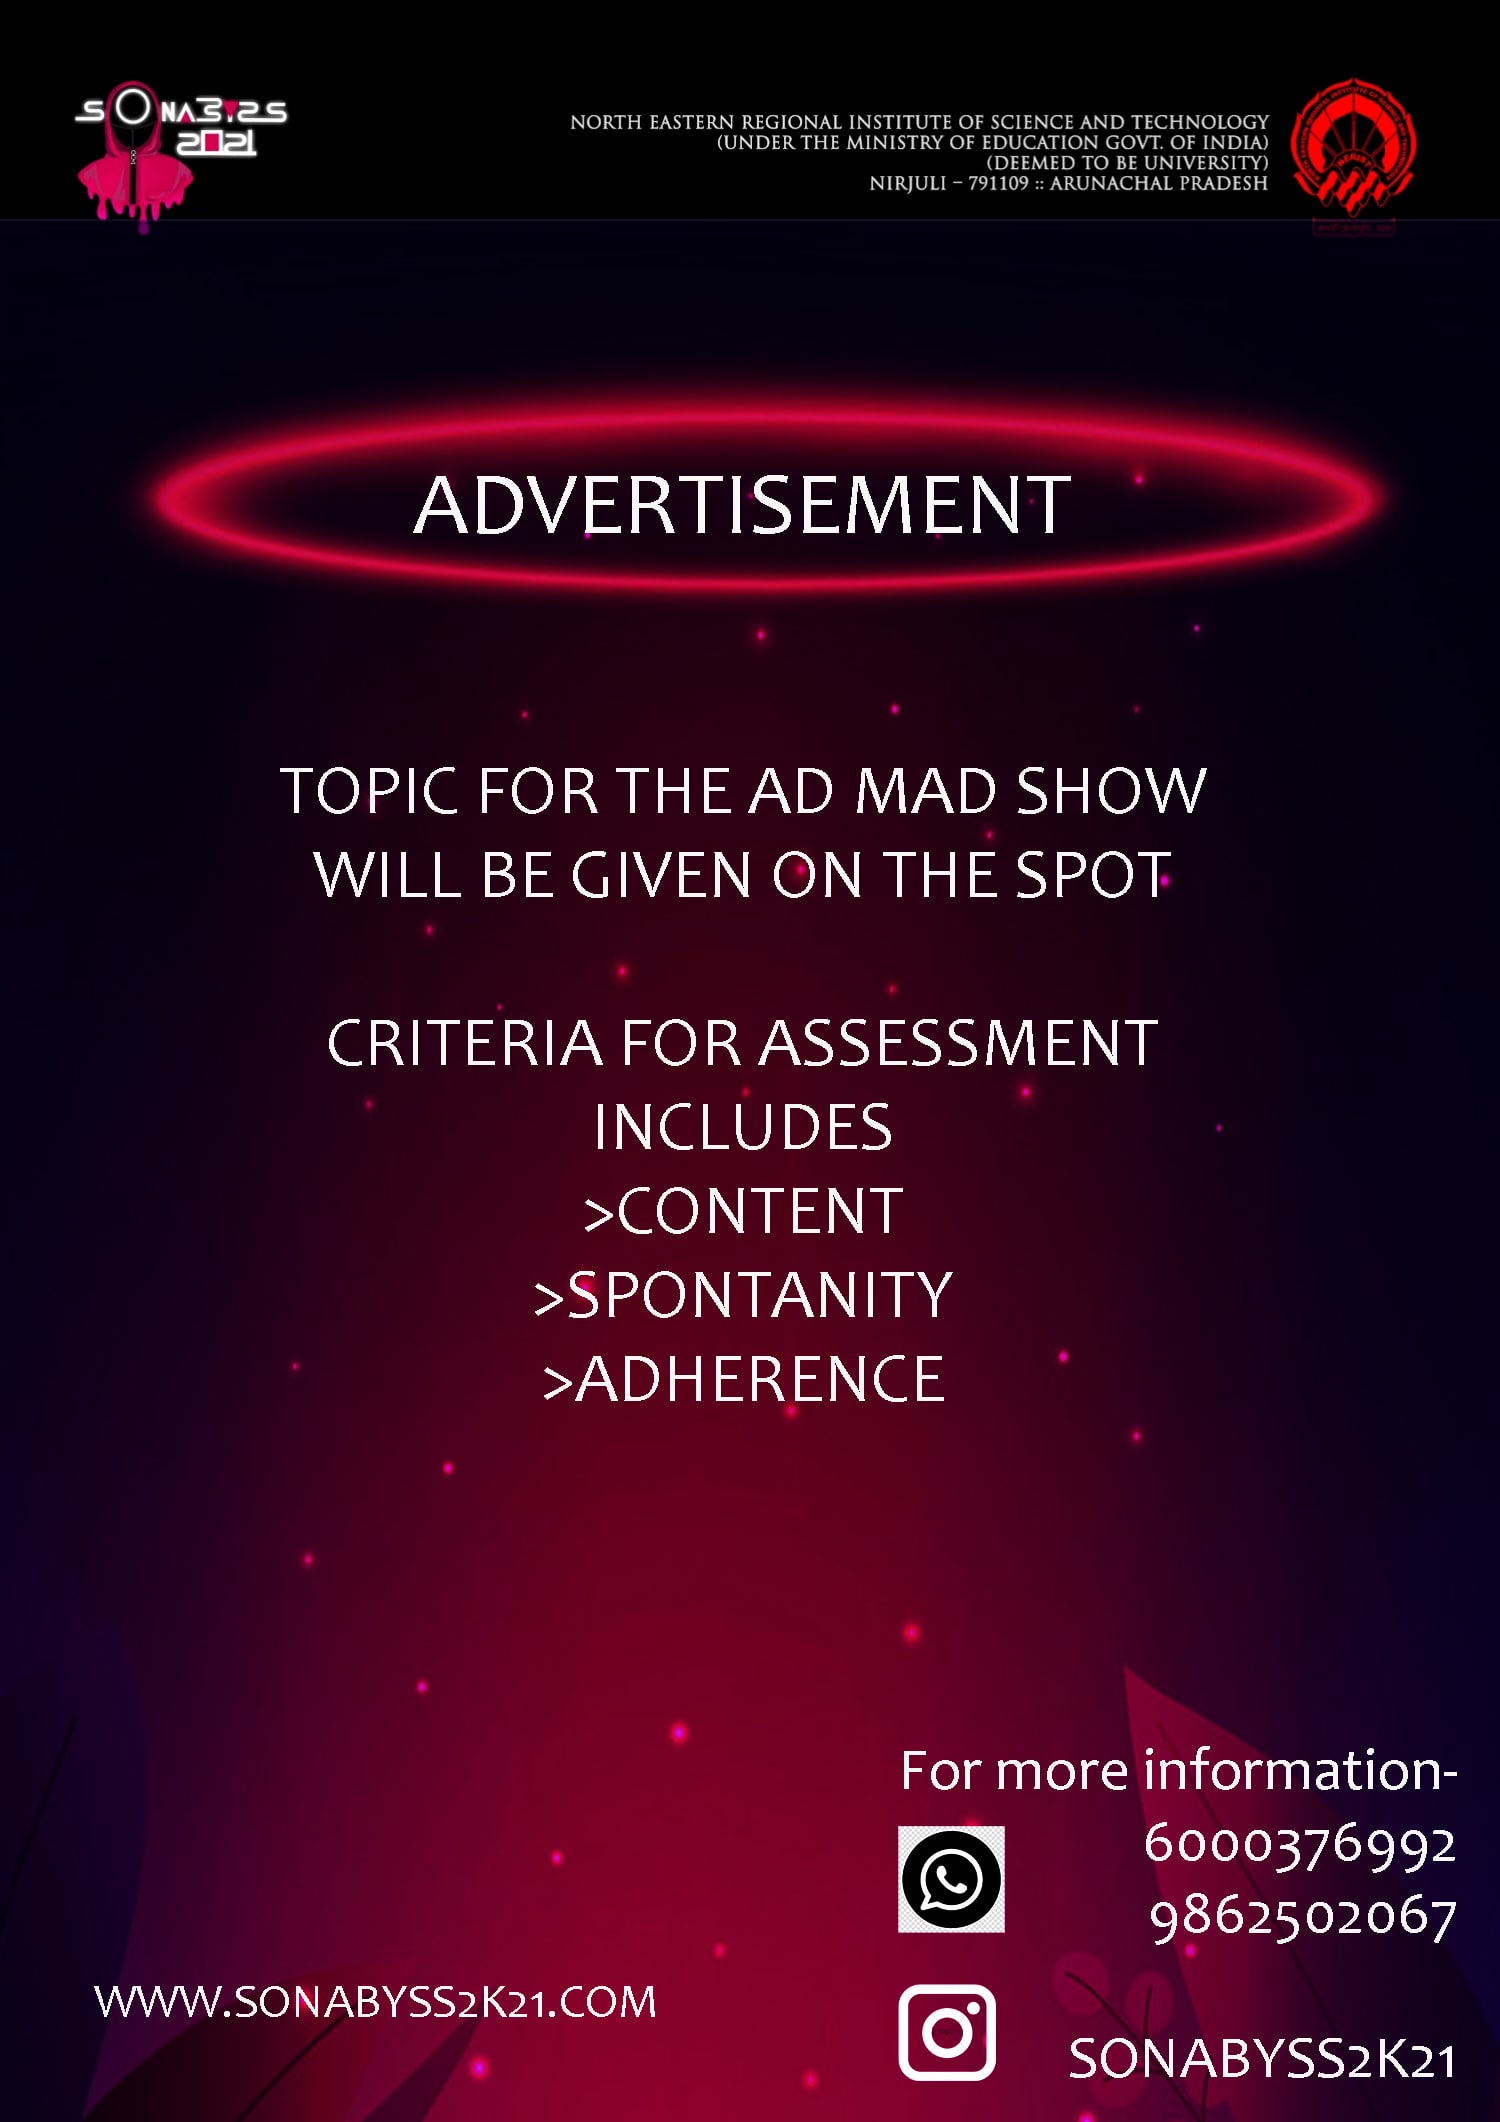 SONABYSS
2021
NORTH EASTERN REGIONAL INSTITUTE OF SCIENCE AND TECHNOLOGY
(UNDER THE MINISTRY OF EDUCATION GOVT. OF INDIA)
(DEEMED TO BE UNIVERSITY)
NIRJULI – 791109 :: ARUNACHAL PRADESH
NERIST
ADVERTISEMENT
TOPIC FOR THE AD MAD SHOW
WILL BE GIVEN ON THE SPOT
CRITERIA FOR ASSESSMENT
INCLUDES
>CONTENT
>SPONTANITY
>ADHERENCE
For more information-
6000376992
9862502067
WWW.SONABYSS2K21.COM
SONABYSS2K21